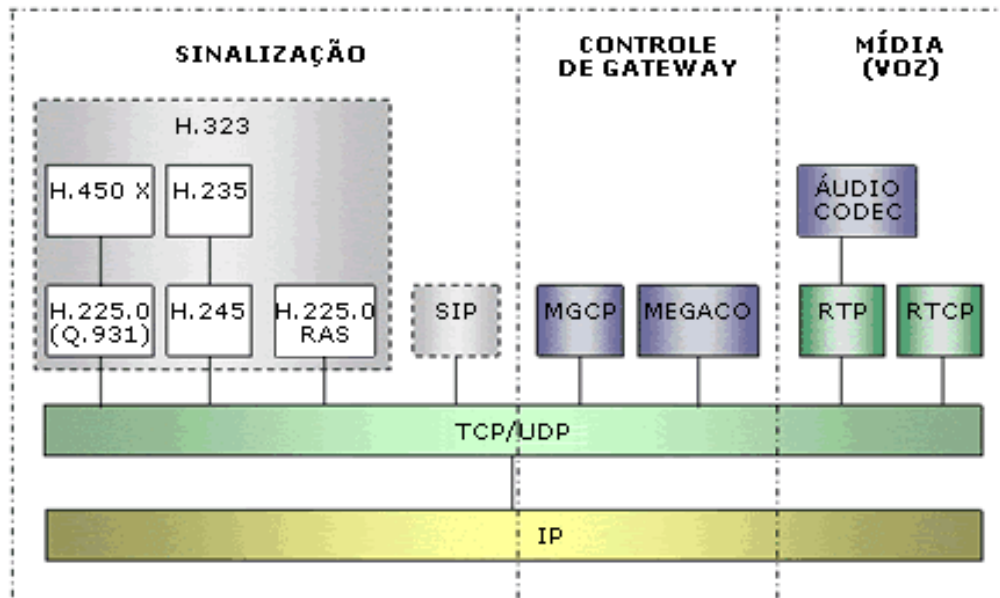 SINALIZAÇÃO
CONTROLE
DE GATEWAY
MÍDIA
(VOZ)
H.323
H.450 X
H.235
ÁUDIO
CODEC
H.225.0
(Q.931)
H.245
H.225.0
RAS
SIP
MGCP
MEGACO
RTP
RTCP
TCP/UDP
IP